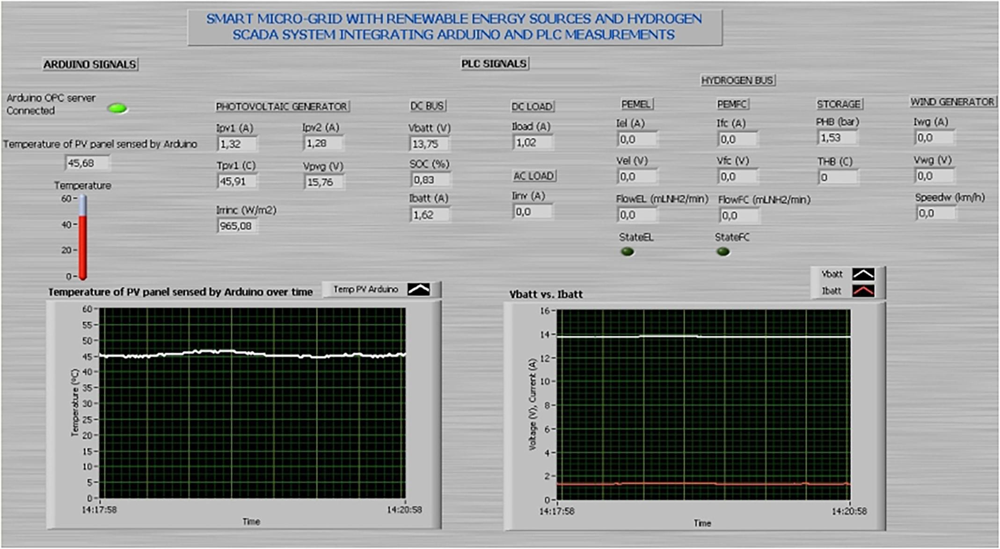 SMART MICRO-GRID WITH RENEWABLE ENERGY SOURCES AND HYDROGEN
SCADA SYSTEM INTEGRATING ARDUINO AND PLC MEASUREMENTS
ARDUINO SIGNALS
PLC SIGNALS
HYDROGEN BUS
Arduino OPC server
Connected
Temperature of PV panel sensed by Arduino
45,68
Temperature
60
40
20
0
PHOTOVOLTAIC GENERATOR
Ipv1 (A)
1,32
Ipv2 (A)
1,28
Tpv1 (C)
45,91
Vpvg (V)
15,76
Irrinc (W/m2)
965,08
DC BUS
Vbatt (V)
13,75
SOC (%)
0,83
Ibatt (A)
1,62
DC LOAD
Iload (A)
1,02
AC LOAD
Iinv (A)
0,0
PEMEL
Iel (A)
0,0
Vel (V)
0,0
FlowEL (mLNH2/min)
0,0
StateEL
PEMFC
Ifc (A)
0,0
Vfc (V)
0,0
FlowFC (mLNH2/min)
0,0
StateFC
STORAGE
PHB (bar)
1,53
THB (C)
0
WIND GENERATOR
Iwg (A)
0,0
Vwg (V)
0,0
Speedw (km/h)
0,0
Temperature of PV panel sensed by Arduino over time
Temp PV Arduino
60
55
50
45
40
35
30
25
20
15
10
5
0
Temperature (ºC)
14:17:58
14:20:58
Time
Vbatt vs. Ibatt
Vbatt
Ibatt
16
14
12
10
8
6
4
2
0
Voltage (V), Current (A)
14:17:58
14:20:58
Time